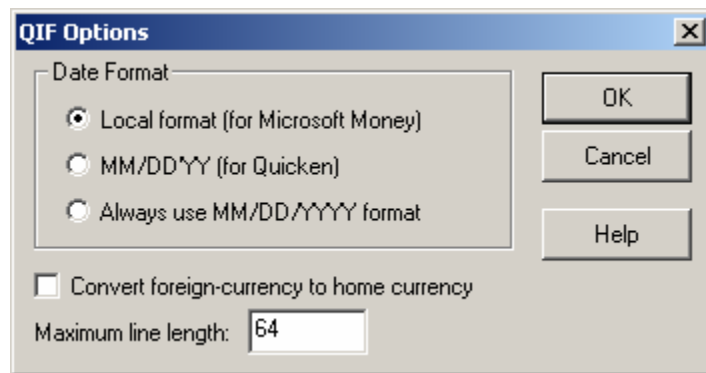 QIF Options
Date Format
Local format (for Microsoft Money)
MM/DD'YY (for Quicken)
Always use MM/DD/YYYY format
OK
Cancel
Help
Convert foreign-currency to home currency
Maximum line length: 64